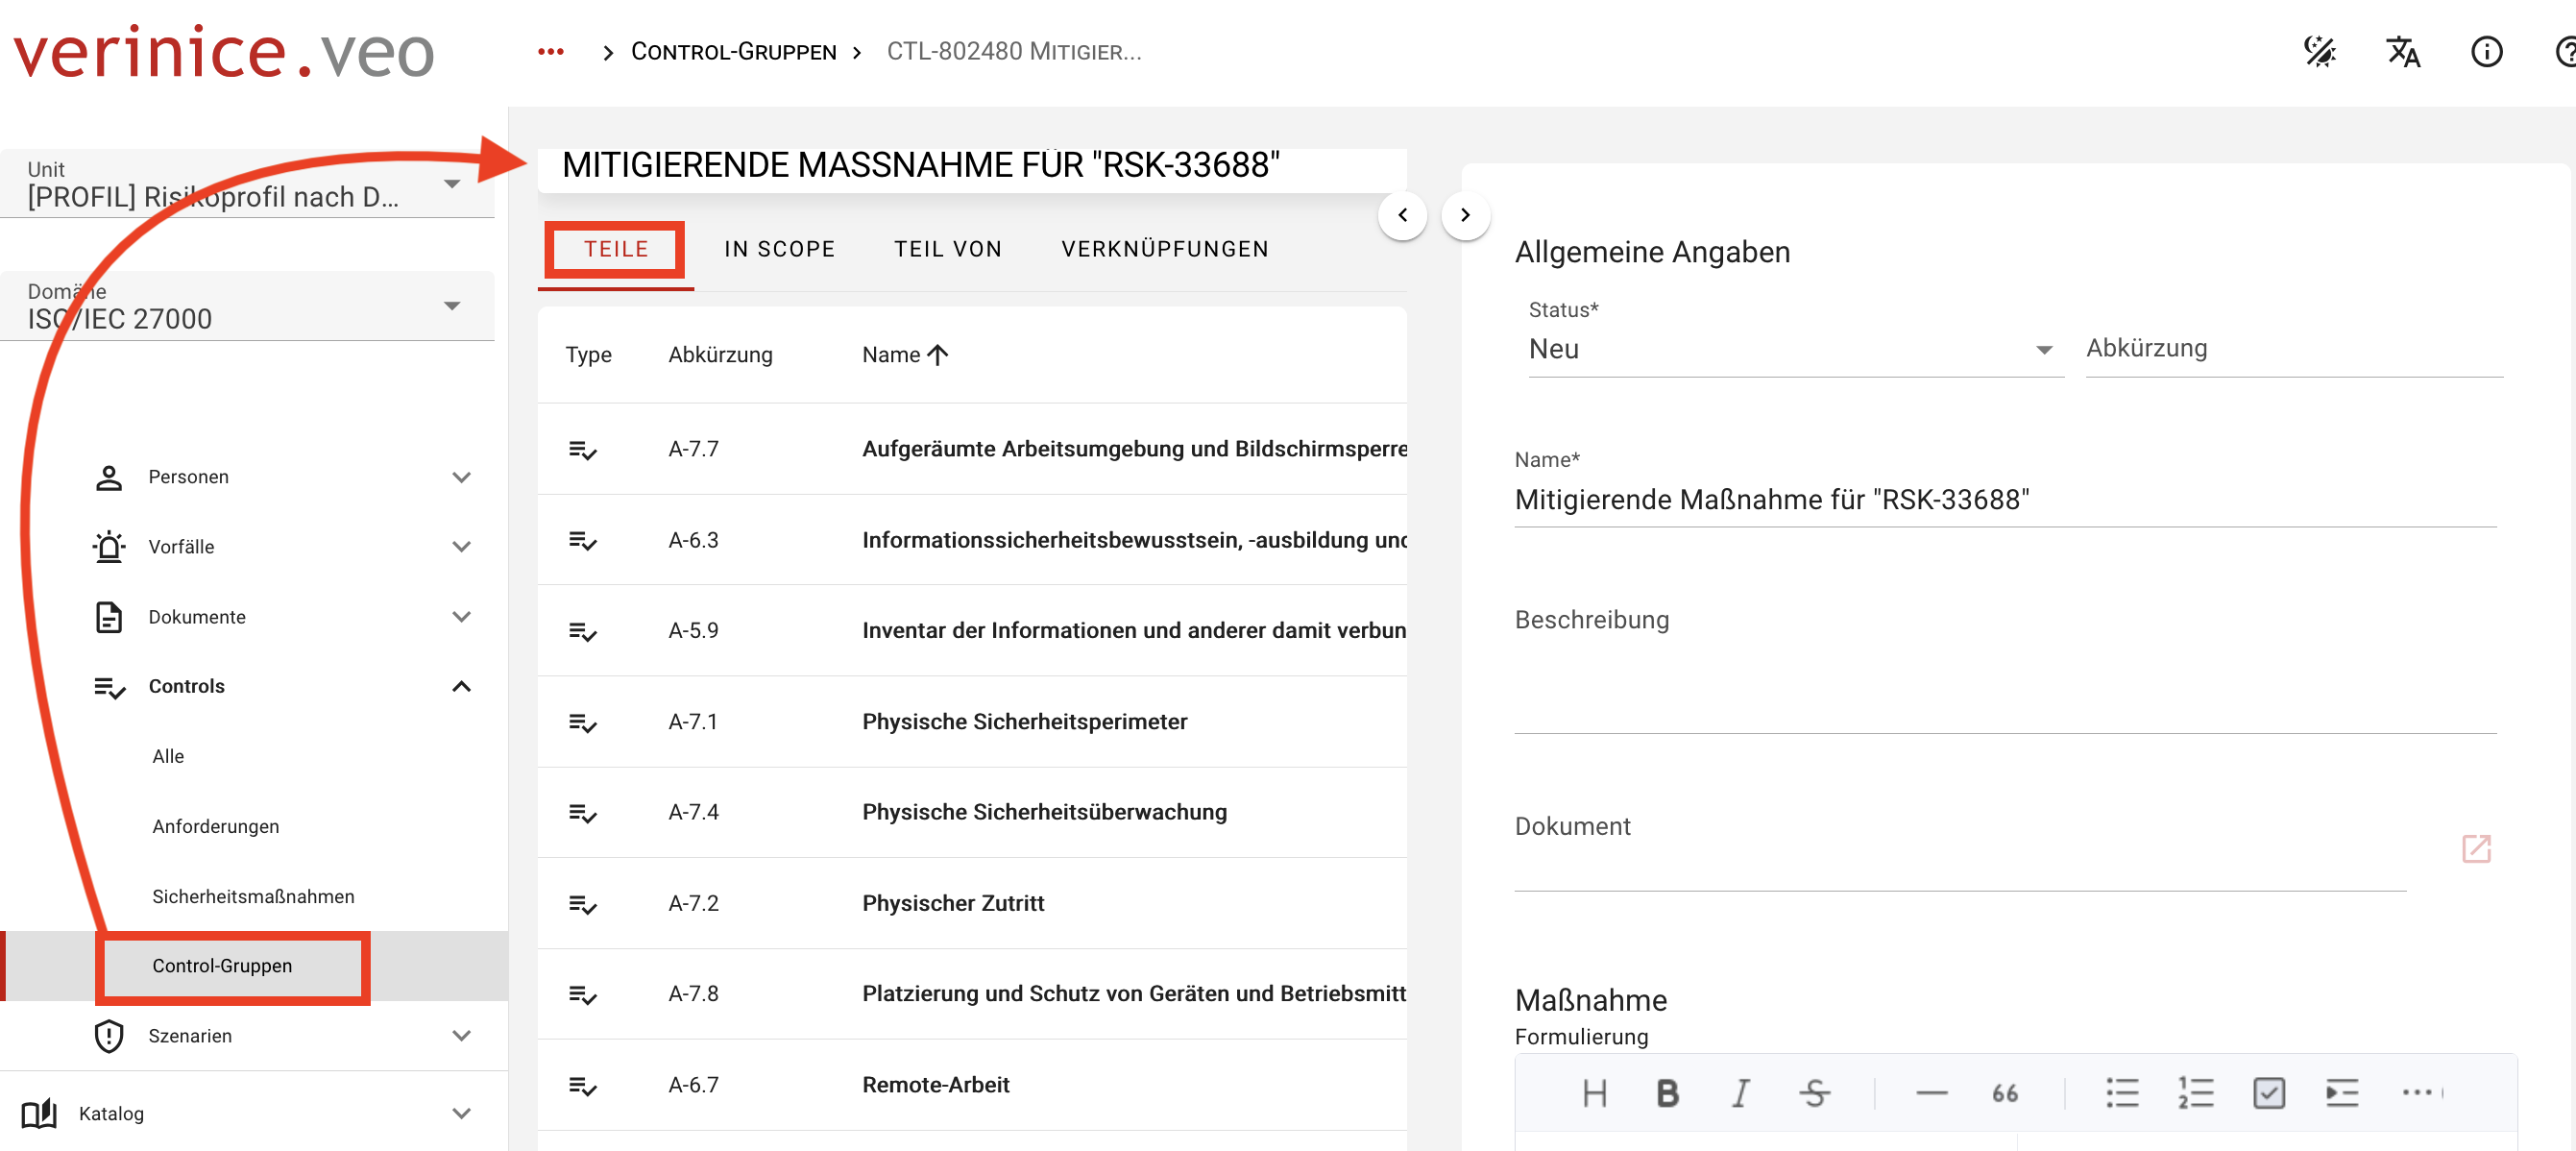 verinice.veo
••• > CONTROL-GRUPPEN > CTL-802480 MITIGIER...
Unit
[PROFIL] Risikoprofil nach D...
Domäne
ISO/IEC 27000
Personen
Vorfälle
Dokumente
Controls
Alle
Anforderungen
Sicherheitsmaßnahmen
Control-Gruppen
Szenarien
Katalog
MITIGIERENDE MASSNAHME FÜR "RSK-33688"
TEILE IN SCOPE TEIL VON VERKNÜPFUNGEN
Type Abkürzung Name
A-7.7 Aufgeräumte Arbeitsumgebung und Bildschirmsperre
A-6.3 Informationssicherheitsbewusstsein, -ausbildung und
A-5.9 Inventar der Informationen und anderer damit verbun
A-7.1 Physische Sicherheitsperimeter
A-7.4 Physische Sicherheitsüberwachung
A-7.2 Physischer Zutritt
A-7.8 Platzierung und Schutz von Geräten und Betriebsmitt
A-6.7 Remote-Arbeit
Allgemeine Angaben
Status*
Neu
Abkürzung
Name*
Mitigierende Maßnahme für "RSK-33688"
Beschreibung
Dokument
Maßnahme
Formulierung
H B I S